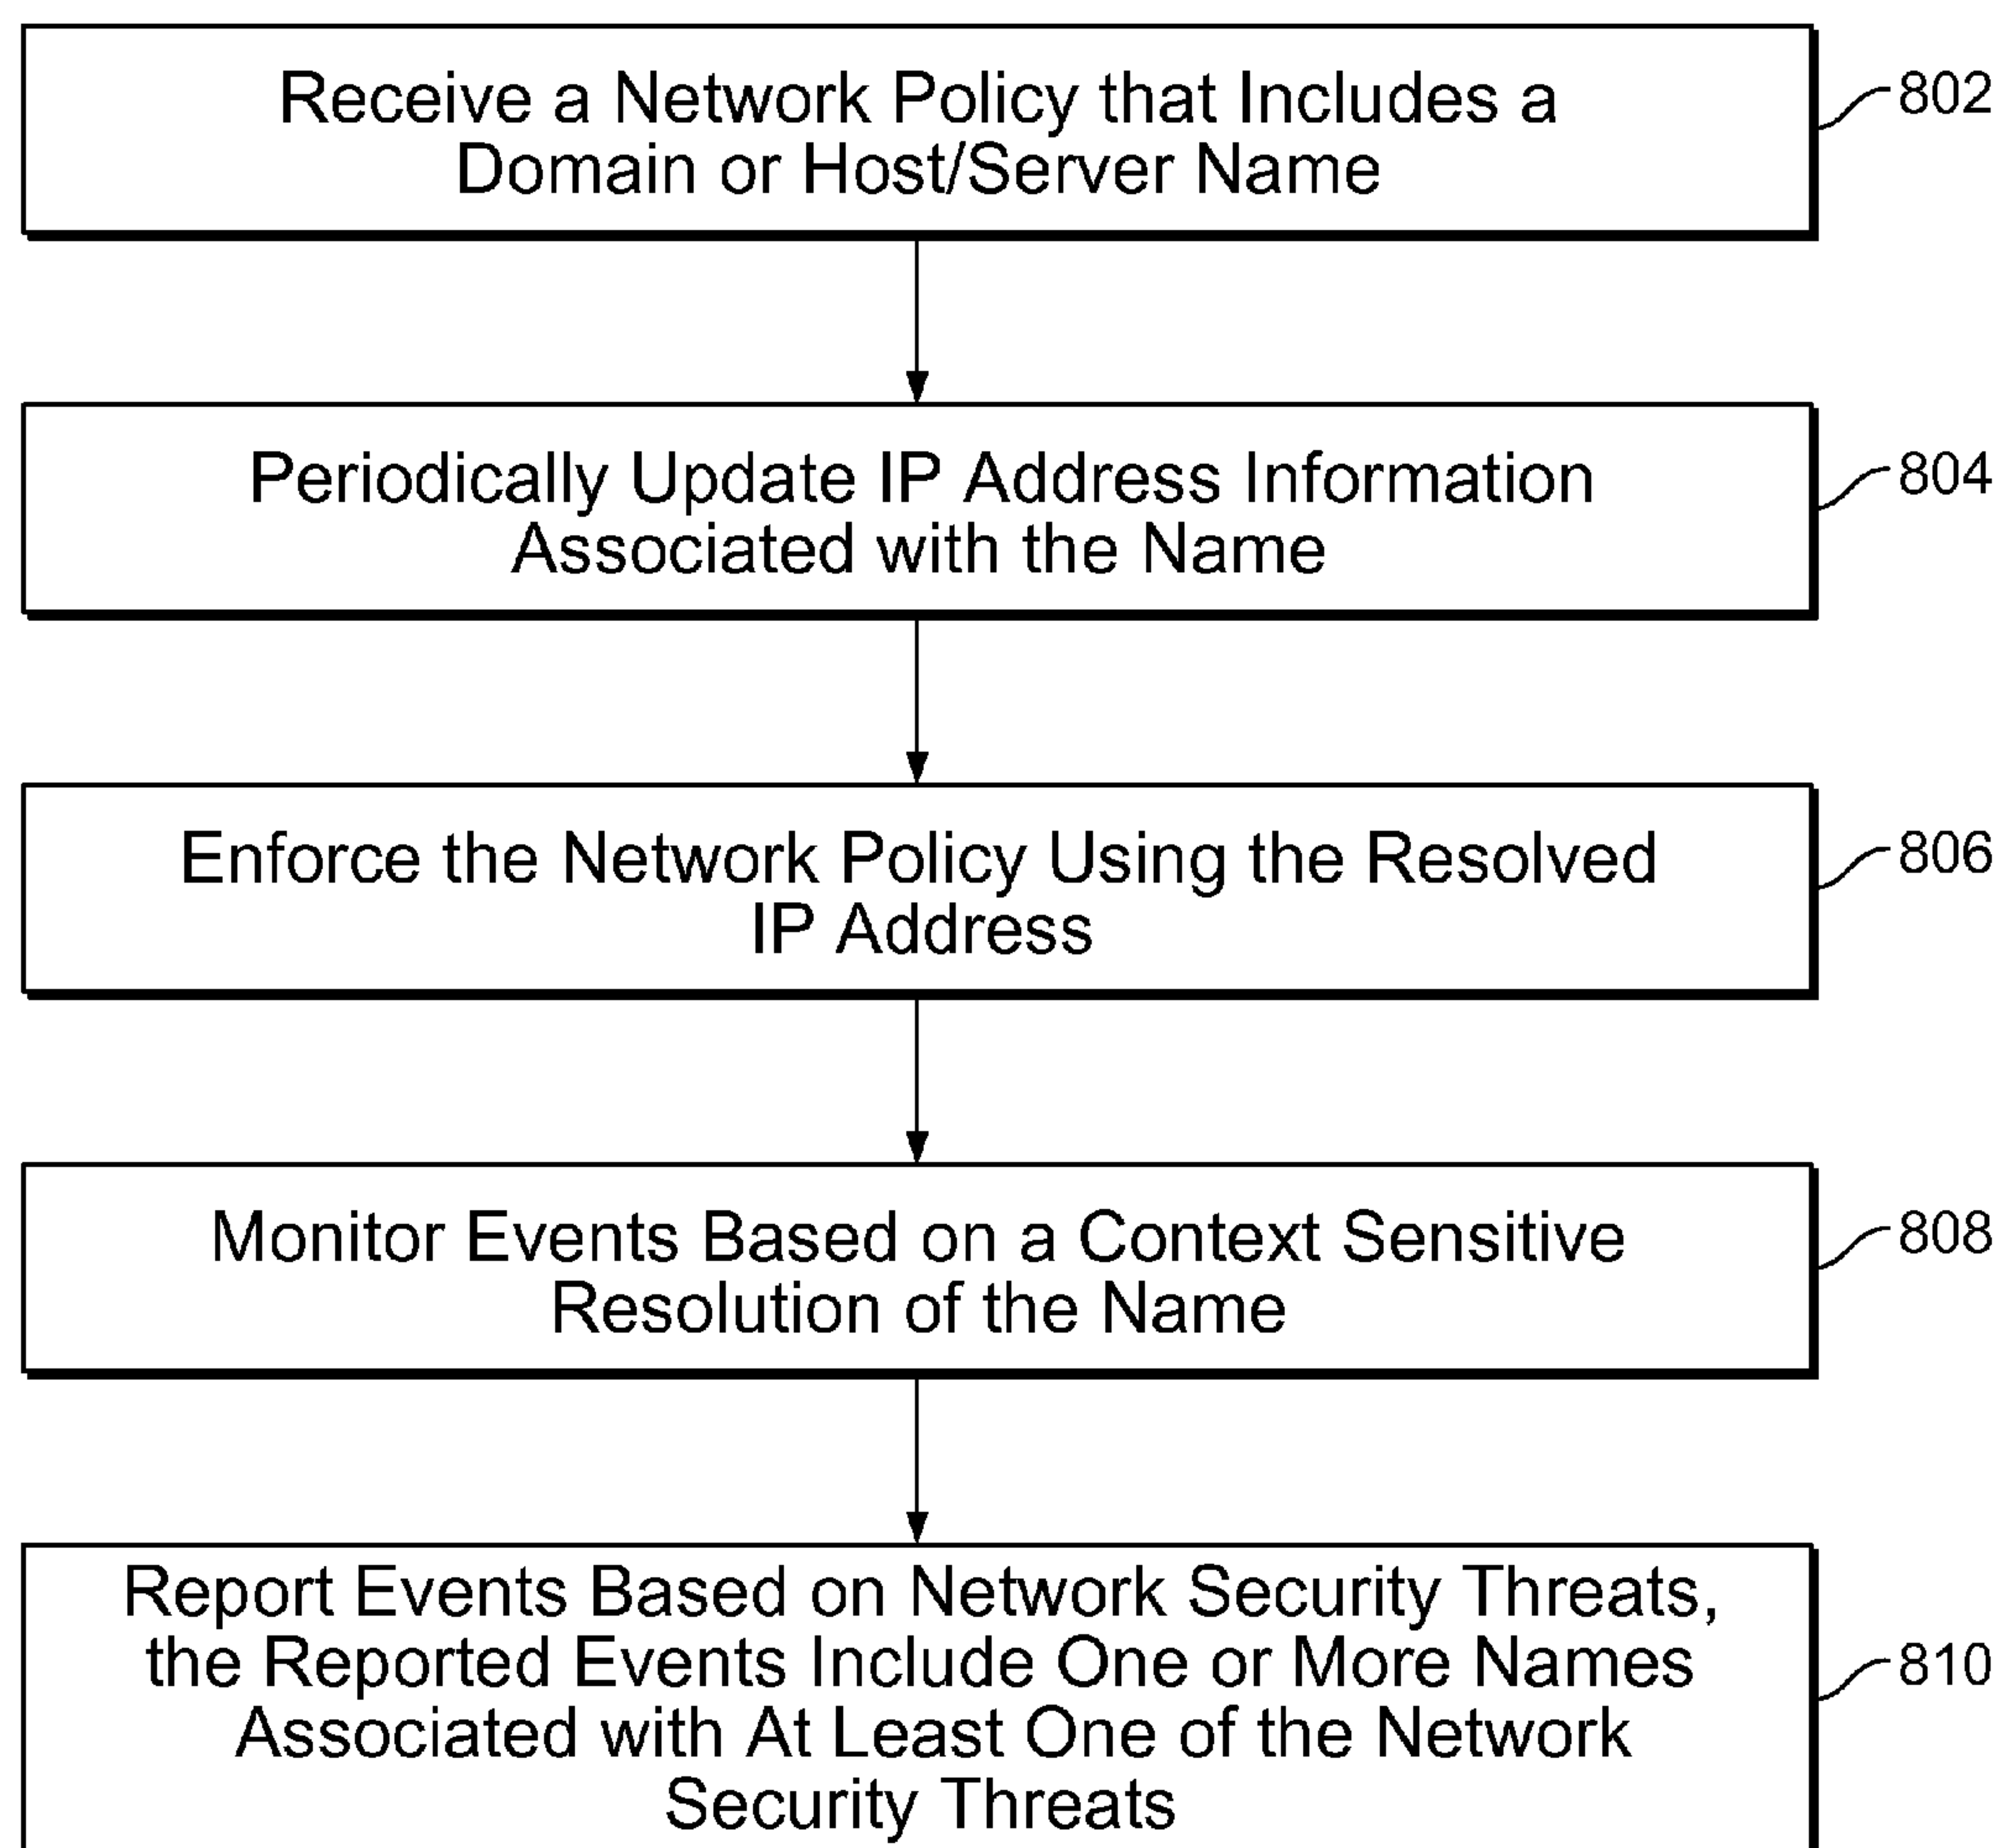 Receive a Network Policy that Includes a
Domain or Host/Server Name
802
Periodically Update IP Address Information
Associated with the Name
804
Enforce the Network Policy Using the Resolved
IP Address
806
Monitor Events Based on a Context Sensitive
Resolution of the Name
808
Report Events Based on Network Security Threats,
the Reported Events Include One or More Names
Associated with At Least One of the Network
Security Threats
810